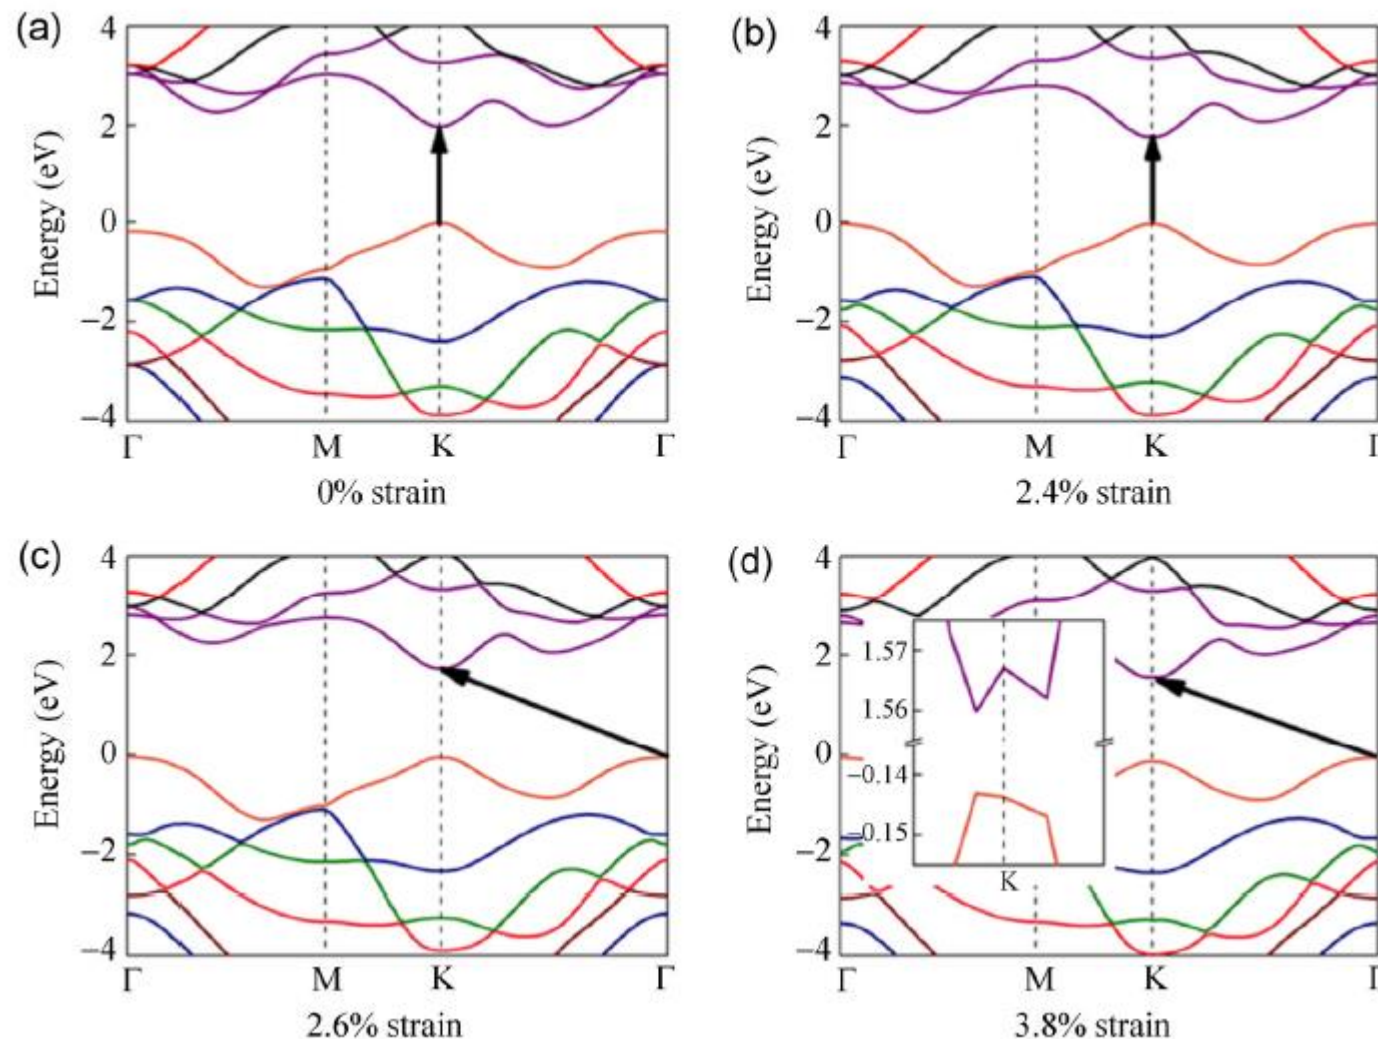 (a)
4
2
0
−2
−4
Energy (eV)
Γ M K Γ
0% strain
(b)
4
2
0
−2
−4
Energy (eV)
Γ M K Γ
2.4% strain
(c)
4
2
0
−2
−4
Energy (eV)
Γ M K Γ
2.6% strain
(d)
4
2
0
−2
−4
Energy (eV)
1.57
1.56
−0.14
−0.15
K
Γ M K Γ
3.8% strain